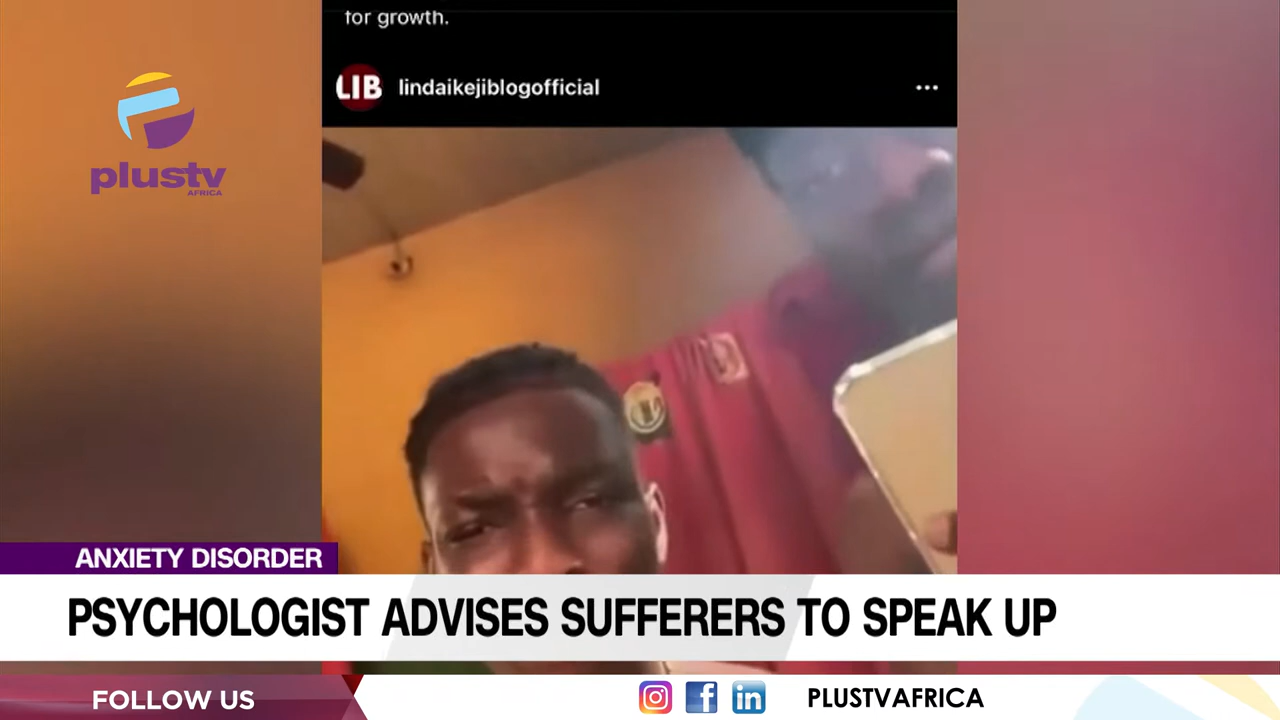 for growth.
LIB lindaikejiblogofficial
plustv
AFRICA
ANXIETY DISORDER
PSYCHOLOGIST ADVISES SUFFERERS TO SPEAK UP
FOLLOW US
PLUSTVAFRICA